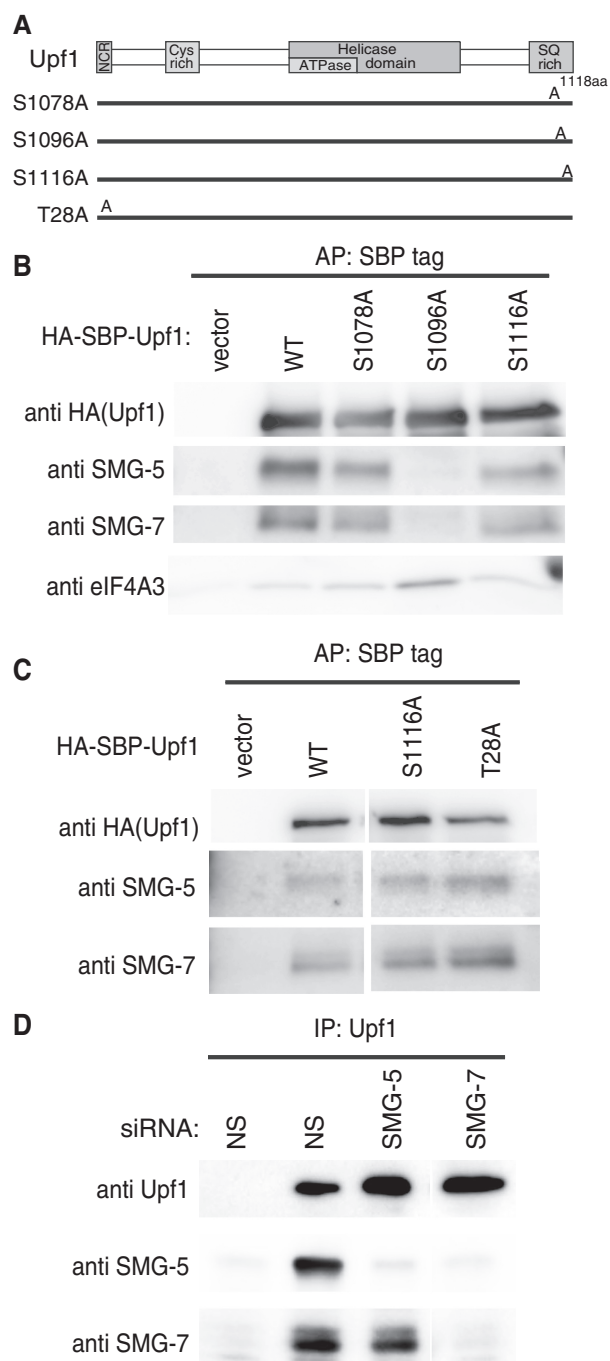 A
Upf1
NCR
Cys rich
Helicase domain
ATPase
SQ rich
1118aa
S1078A
A
S1096A
A
S1116A
A
T28A
A
B
AP: SBP tag
HA-SBP-Upf1:
vector
WT
S1078A
S1096A
S1116A
anti HA(Upf1)
anti SMG-5
anti SMG-7
anti eIF4A3
C
AP: SBP tag
HA-SBP-Upf1
vector
WT
S1116A
T28A
anti HA(Upf1)
anti SMG-5
anti SMG-7
D
IP: Upf1
siRNA:
NS
NS
SMG-5
SMG-7
anti Upf1
anti SMG-5
anti SMG-7